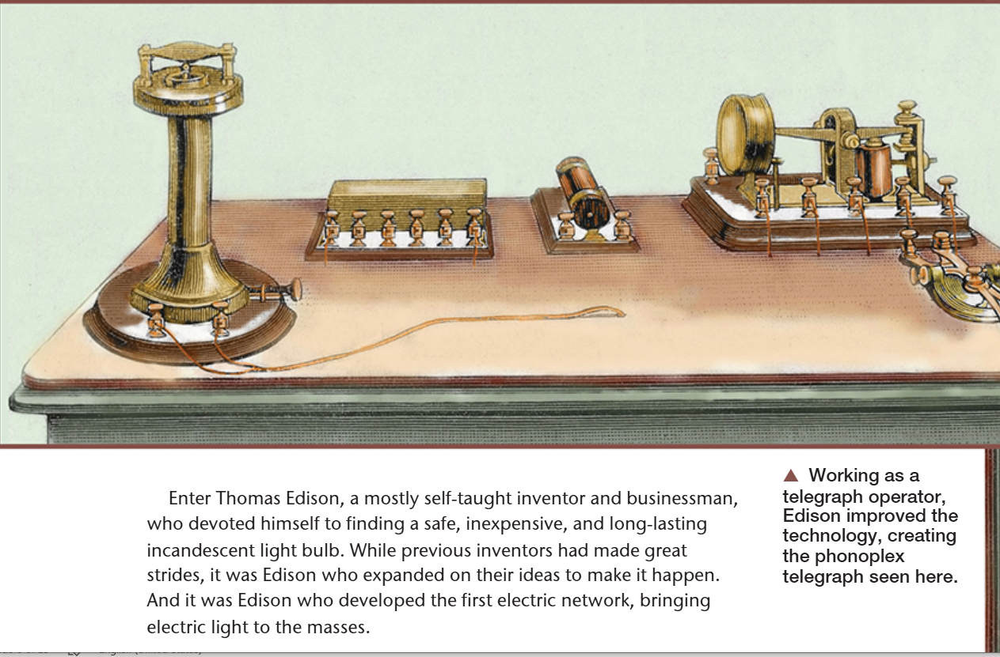 Enter Thomas Edison, a mostly self-taught inventor and businessman,
who devoted himself to finding a safe, inexpensive, and long-lasting
incandescent light bulb. While previous inventors had made great
strides, it was Edison who expanded on their ideas to make it happen.
And it was Edison who developed the first electric network, bringing
electric light to the masses.
▲ Working as a
telegraph operator,
Edison improved the
technology, creating
the phonoplex
telegraph seen here.